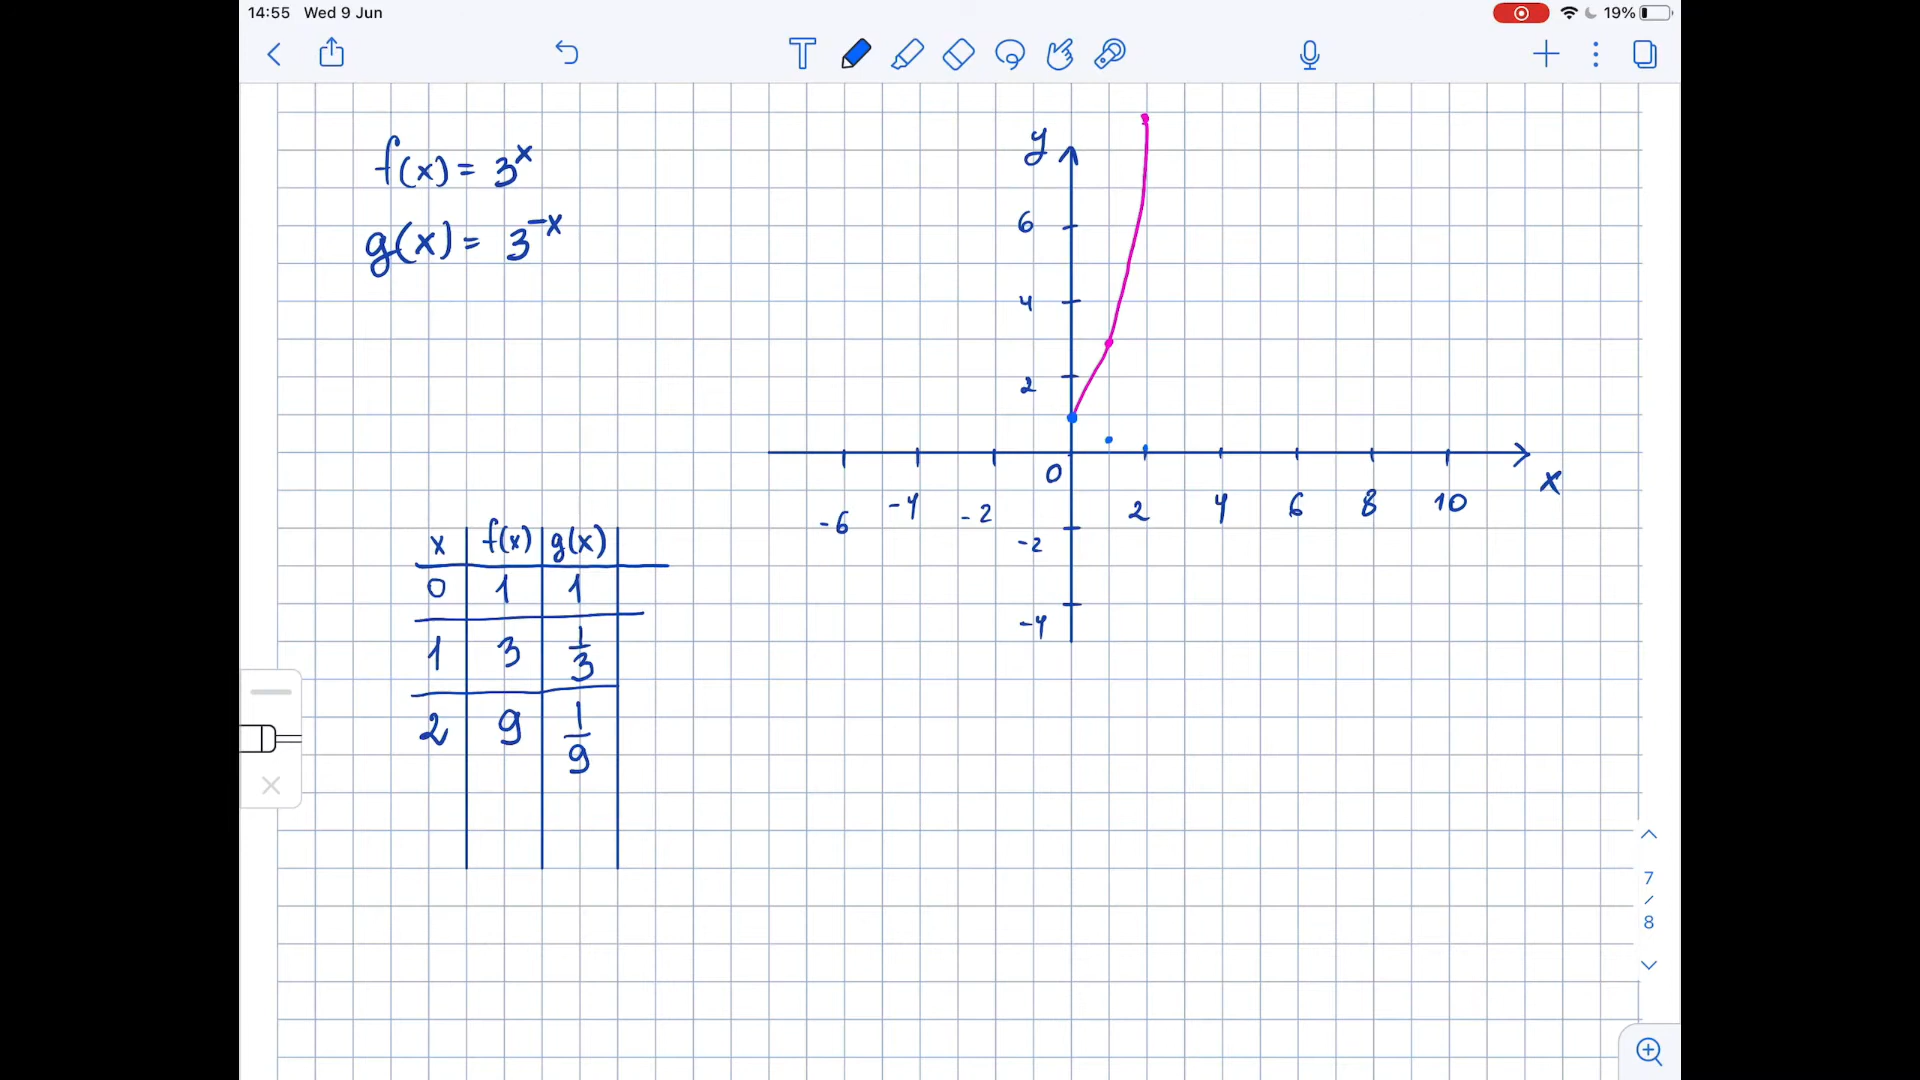 14:55 Wed 9 Jun
19%
T
f(x) = 3^x
g(x) = 3^-x
y
6
4
2
0
x
-6 -4 -2 2 4 6 8 10
-2
-4
x f(x) g(x)
0 1 1
1 3 1/3
2 9 1/9
7
/
8